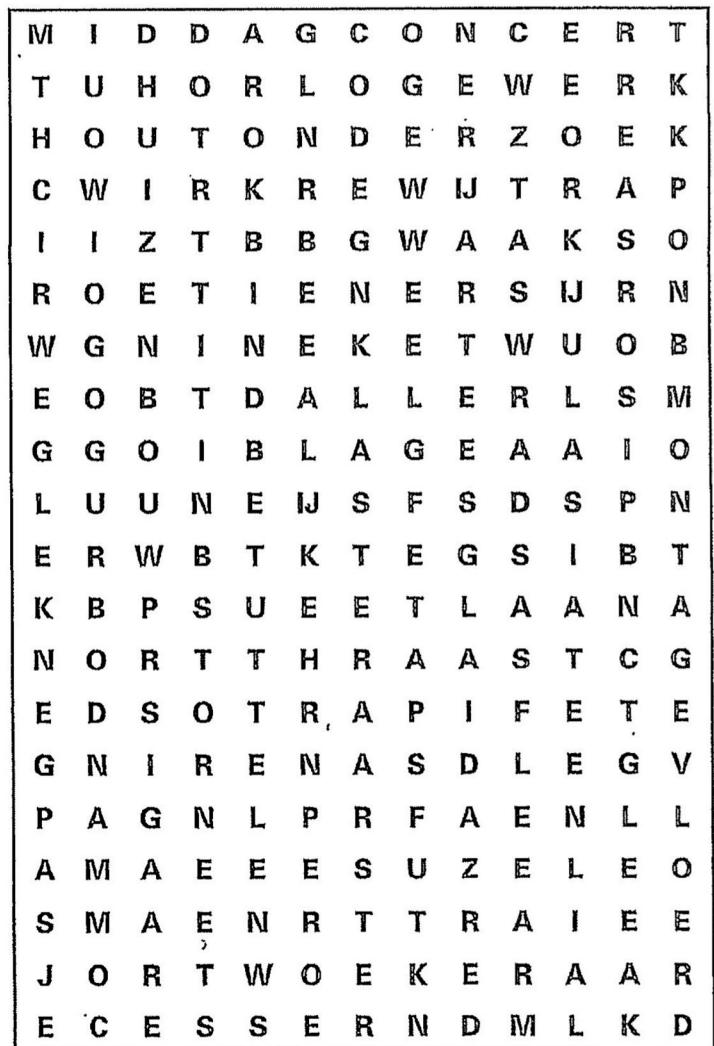 M I D D A G C O N C E R T
T U H O R L O G E W E R K
H O U T O N D E R Z O E K
C W I R K R E W IJ T R A P
I I Z T B B G W A A K S O
R O E T I E N E R S IJ R N
W G N I N E K E T W U O B
E O B T D A L L E R L S M
G G O I B L A G E A A I O
L U U N E IJ S F S D S P N
E R W B T K T E G S I B T
K B P S U E E T L A A N A
N O R T T H R A A S T C G
E D S O T R A P I F E T E
G N I R E N A S D L E G V
P A G N L P R F A E N L L
A M A E E E S U Z E L E O
S M A E N R T T R A I E E
J O R T W O E K E R A A R
E C E S S E R N D M L K D